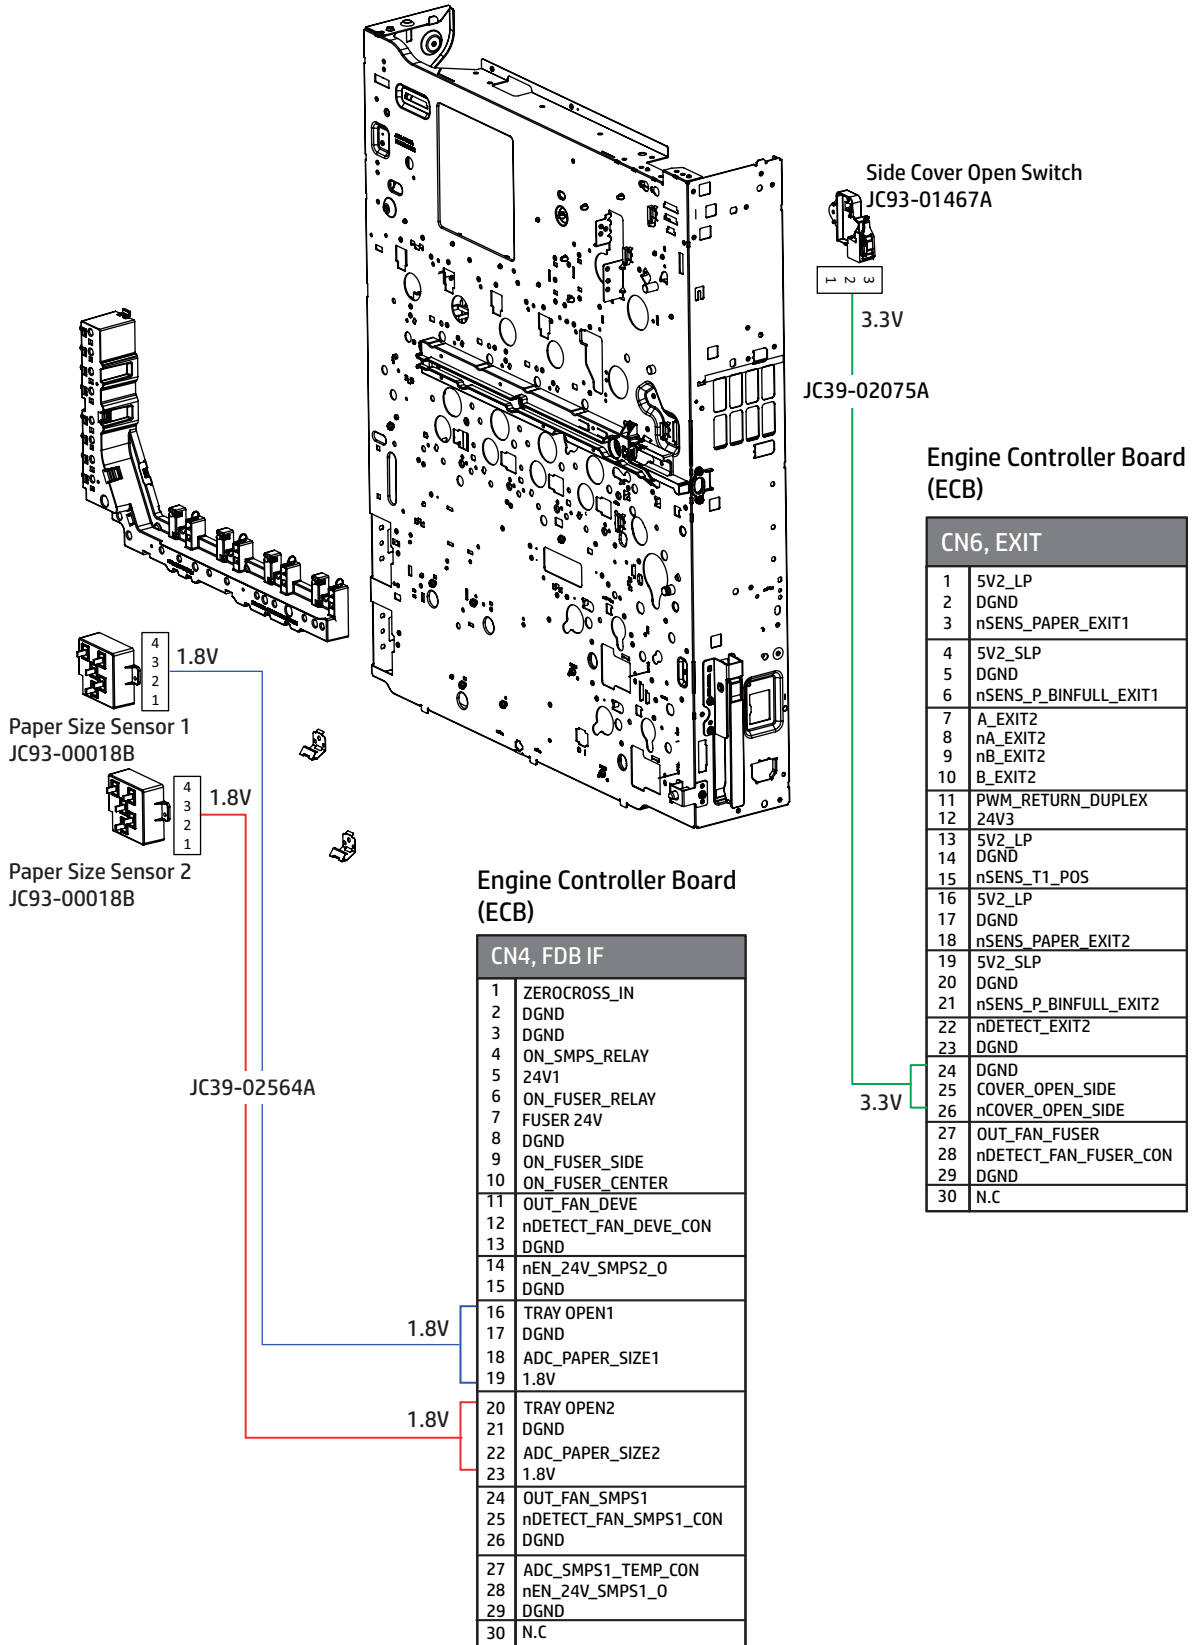 Side Cover Open Switch
JC93-01467A
1 2 3
3.3V
JC39-02075A
Engine Controller Board
(ECB)
CN6, EXIT
1 5V2_LP
2 DGND
3 nSENS_PAPER_EXIT1
4 5V2_SLP
5 DGND
6 nSENS_P_BINFULL_EXIT1
7 A_EXIT2
8 nA_EXIT2
9 nB_EXIT2
10 B_EXIT2
11 PWM_RETURN_DUPLEX
12 24V3
13 5V2_LP
14 DGND
15 nSENS_T1_POS
16 5V2_LP
17 DGND
18 nSENS_PAPER_EXIT2
19 5V2_SLP
20 DGND
21 nSENS_P_BINFULL_EXIT2
22 nDETECT_EXIT2
23 DGND
24 DGND
25 COVER_OPEN_SIDE
26 nCOVER_OPEN_SIDE
27 OUT_FAN_FUSER
28 nDETECT_FAN_FUSER_CON
29 DGND
30 N.C
3.3V
4
3
2
1
1.8V
Paper Size Sensor 1
JC93-00018B
4
3
2
1
1.8V
Paper Size Sensor 2
JC93-00018B
JC39-02564A
Engine Controller Board
(ECB)
CN4, FDB IF
1 ZEROCROSS_IN
2 DGND
3 DGND
4 ON_SMPS_RELAY
5 24V1
6 ON_FUSER_RELAY
7 FUSER 24V
8 DGND
9 ON_FUSER_SIDE
10 ON_FUSER_CENTER
11 OUT_FAN_DEVE
12 nDETECT_FAN_DEVE_CON
13 DGND
14 nEN_24V_SMPS2_O
15 DGND
16 TRAY OPEN1
17 DGND
18 ADC_PAPER_SIZE1
19 1.8V
20 TRAY OPEN2
21 DGND
22 ADC_PAPER_SIZE2
23 1.8V
24 OUT_FAN_SMPS1
25 nDETECT_FAN_SMPS1_CON
26 DGND
27 ADC_SMPS1_TEMP_CON
28 nEN_24V_SMPS1_O
29 DGND
30 N.C
1.8V
1.8V